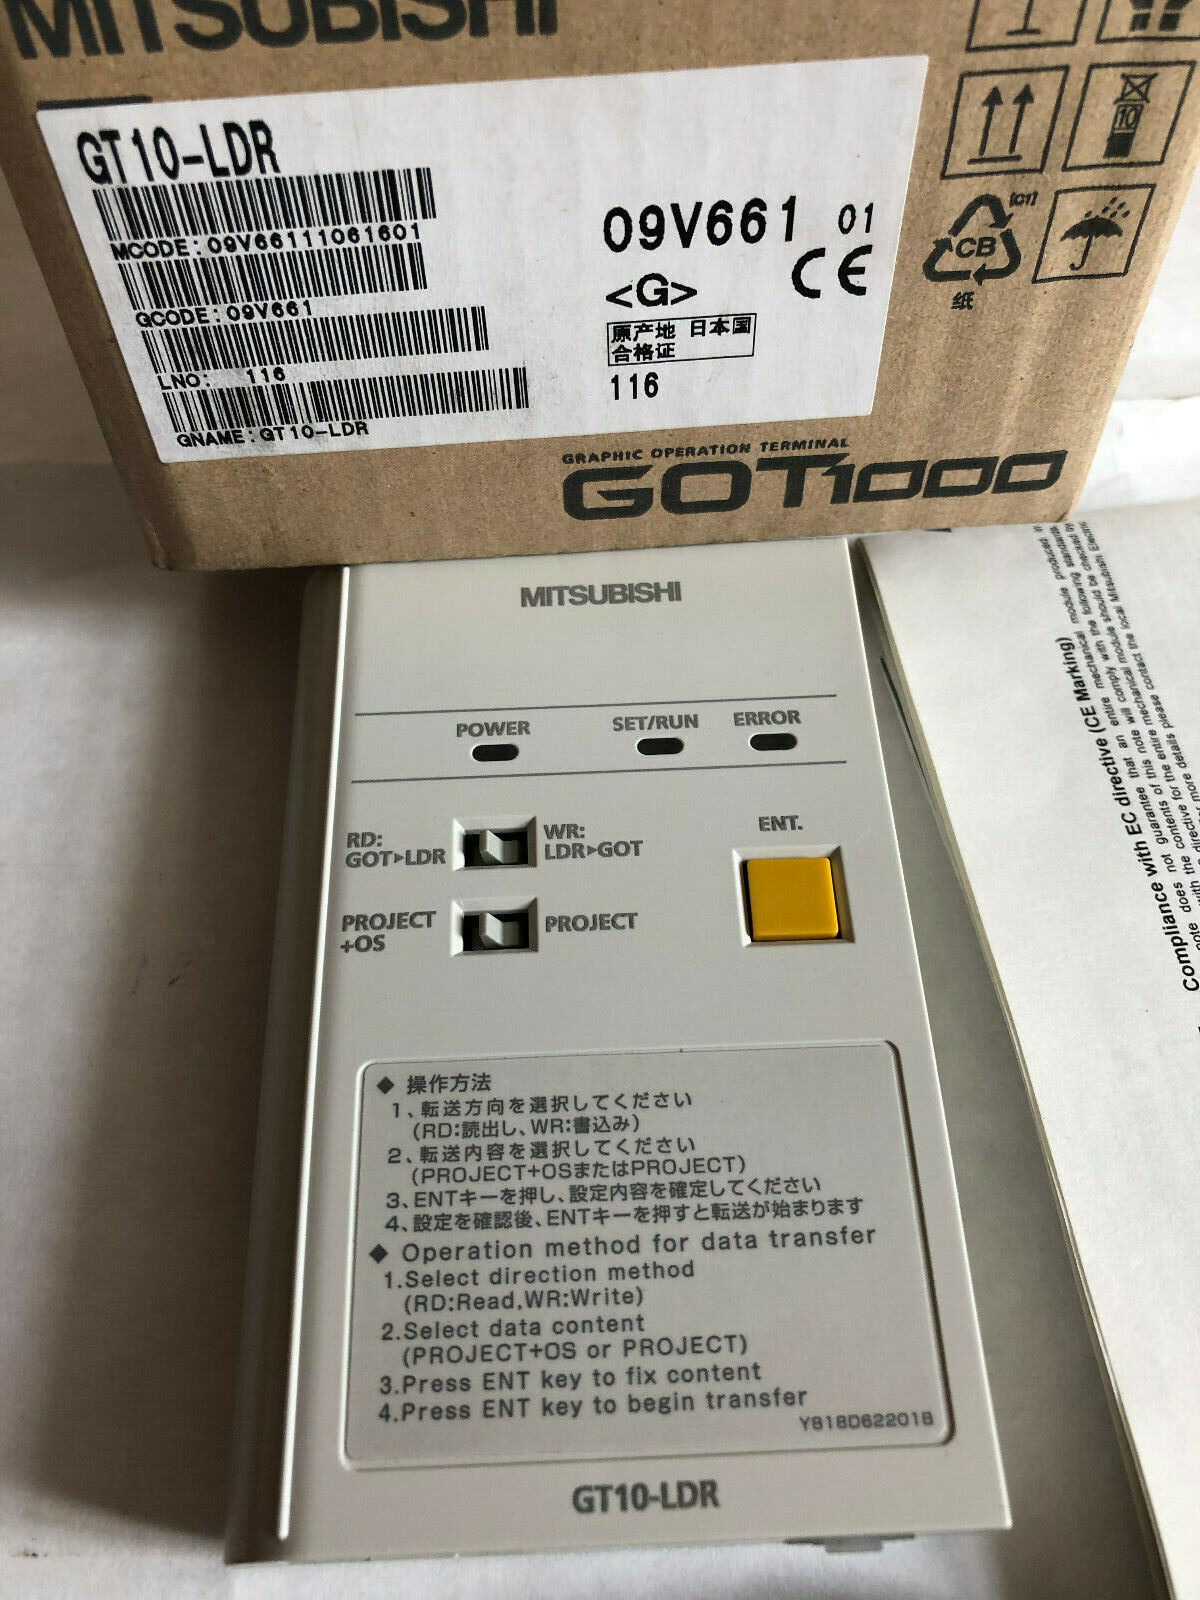 MITSUBISHI
GT10-LDR
MCODE:09V66111061601
QCODE:09V661
LNO: 116
GNAME:GT10-LDR
09V661 01
<G>
CE
原产地 日本国
合格证
116
10
[C1]
CB
纸
GRAPHIC OPERATION TERMINAL
GOT1000
MITSUBISHI
POWER
SET/RUN
ERROR
RD:
GOT▶LDR
WR:
LDR▶GOT
PROJECT
+OS
PROJECT
ENT.
◆ 操作方法
1、転送方向を選択してください
(RD:読出し、WR:書込み)
2、転送内容を選択してください
(PROJECT+OSまたはPROJECT)
3、ENTキーを押し、設定内容を確定してください
4、設定を確認後、ENTキーを押すと転送が始まります
◆ Operation method for data transfer
1.Select direction method
(RD:Read,WR:Write)
2.Select data content
(PROJECT+OS or PROJECT)
3.Press ENT key to fix content
4.Press ENT key to begin transfer
Y818D62201B
GT10-LDR
Compliance with EC directive (CE Marking)